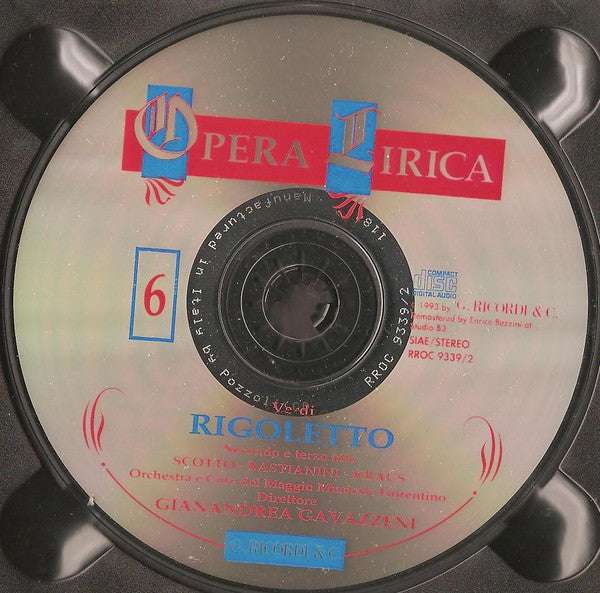 OPERA LIRICA
6
COMPACT
disc
DIGITAL AUDIO
© 1993 by G. RICORDI & C.
Remastered by Enrico Bezzini at
Studio B3
SIAE/STEREO
RROC 9339/2
Manufactured in Italy by
RROC 9339/2
Verdi
RIGOLETTO
Secondo e terzo atto
SCOTTO - BASTIANINI - KRAUS
Orchestra e Coro del Maggio Musicale Fiorentino
Direttore
GIANANDREA GAVAZZENI
G. RICORDI & C.